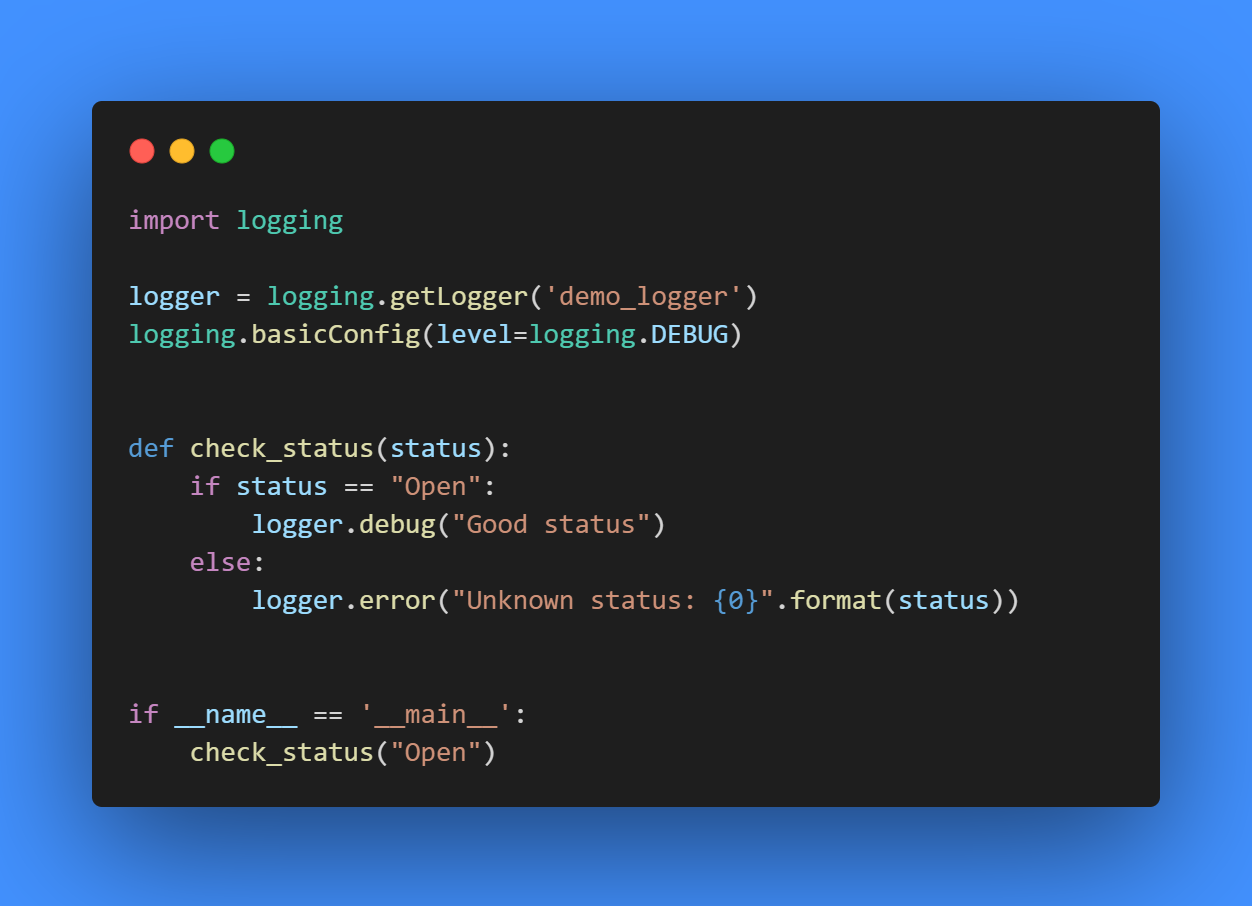 import logging

logger = logging.getLogger('demo_logger')
logging.basicConfig(level=logging.DEBUG)


def check_status(status):
    if status == "Open":
        logger.debug("Good status")
    else:
        logger.error("Unknown status: {0}".format(status))


if __name__ == '__main__':
    check_status("Open")